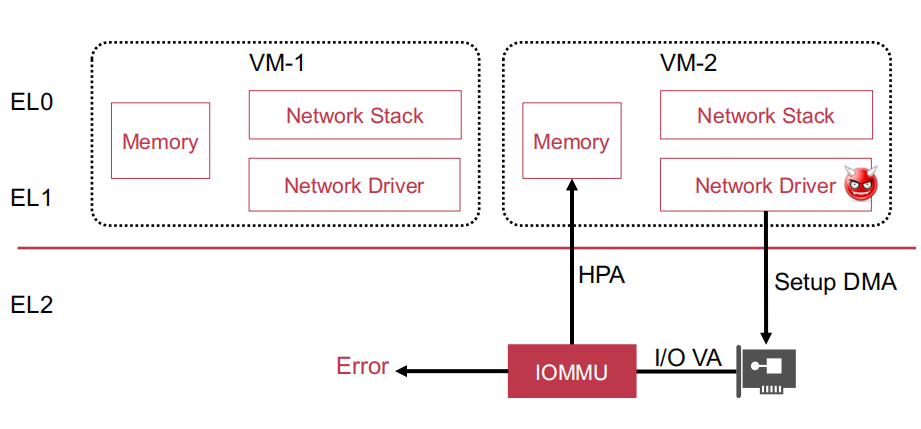 VM-1
VM-2
EL0
Network Stack
Network Stack
Memory
Memory
EL1
Network Driver
Network Driver
HPA
Setup DMA
EL2
Error
IOMMU
I/O VA